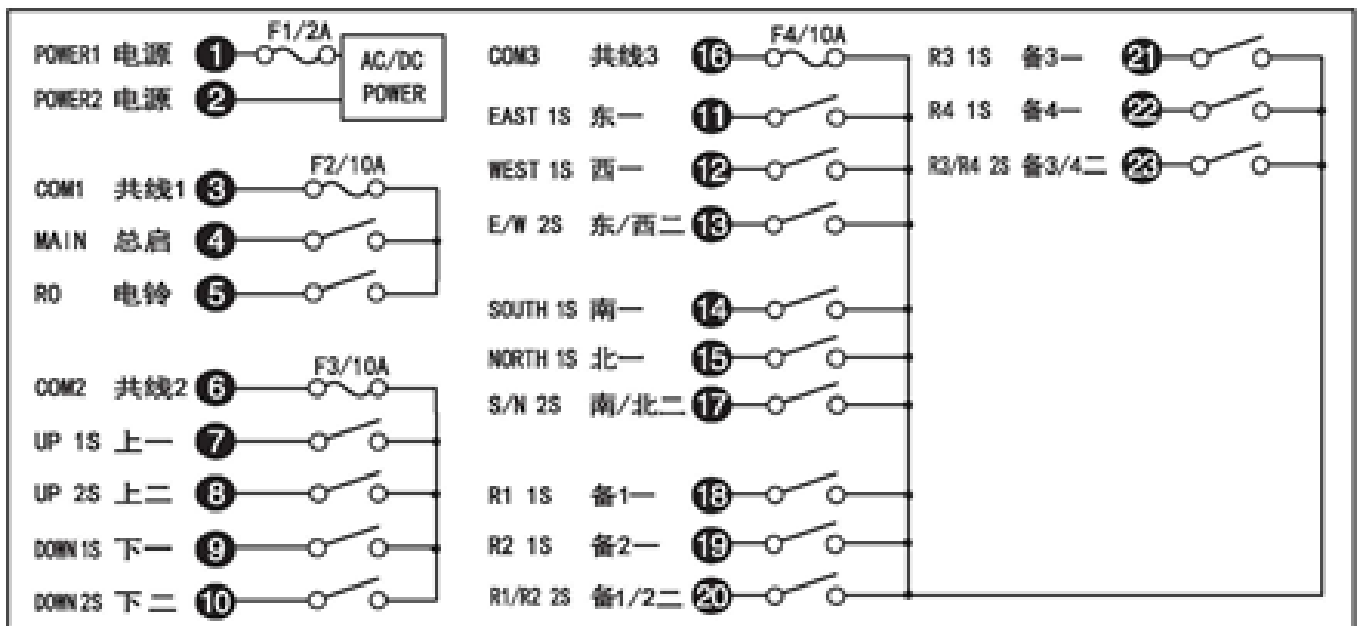 F1/2A
POWER1 电源 1
AC/DC
POWER
POWER2 电源 2
F2/10A
COM1 共线1 3
MAIN 总启 4
RO 电铃 5
F3/10A
COM2 共线2 6
UP 1S 上一 7
UP 2S 上二 8
DOWN1S 下一 9
DOWN2S 下二 10
F4/10A
COM3 共线3 16
EAST 1S 东一 11
WEST 1S 西一 12
E/W 2S 东/西二 13
SOUTH 1S 南一 14
NORTH 1S 北一 15
S/N 2S 南/北二 17
R1 1S 备1一 18
R2 1S 备2一 19
R1/R2 2S 备1/2二 20
R3 1S 备3一 21
R4 1S 备4一 22
R3/R4 2S 备3/4二 23